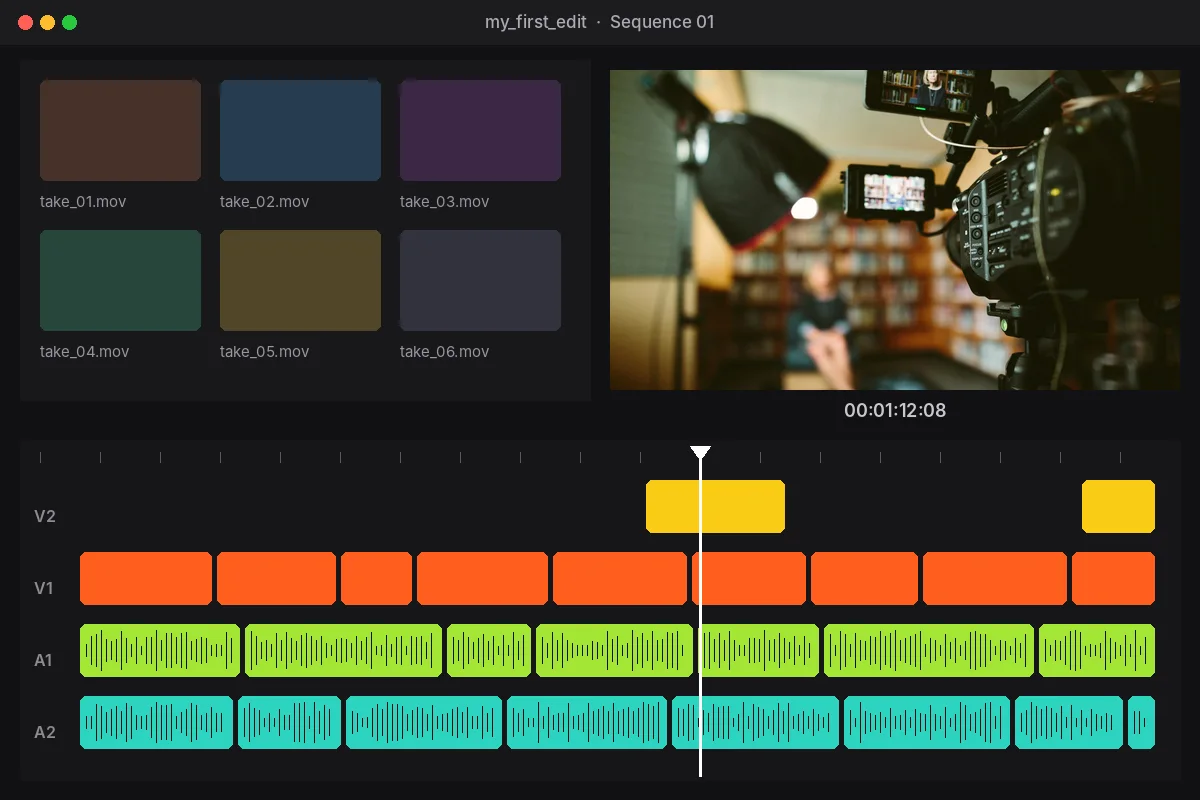 my_first_edit · Sequence 01
take_01.mov
take_02.mov
take_03.mov
take_04.mov
take_05.mov
take_06.mov
00:01:12:08
V2
V1
A1
A2